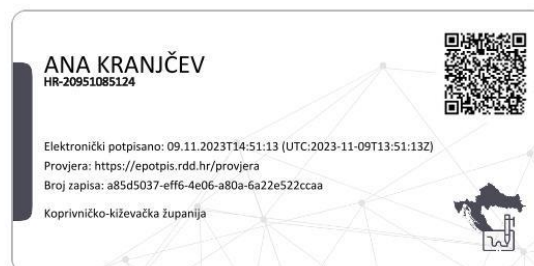 ANA KRANJČEV
HR-20951085124
Elektronički potpisano: 09.11.2023T14:51:13 (UTC:2023-11-09T13:51:13Z)
Provjera: https://epotpis.rdd.hr/provjera
Broj zapisa: a85d5037-eff6-4e06-a80a-6a22e522ccaa
Koprivničko-kiževačka županija